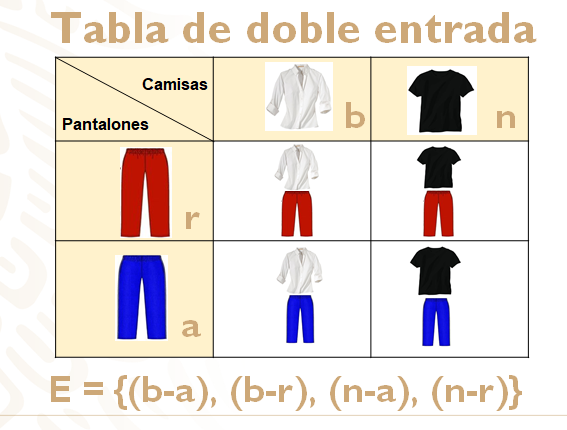 Tabla de doble entrada
Camisas
Pantalones
b
n
r
a
E = {(b-a), (b-r), (n-a), (n-r)}